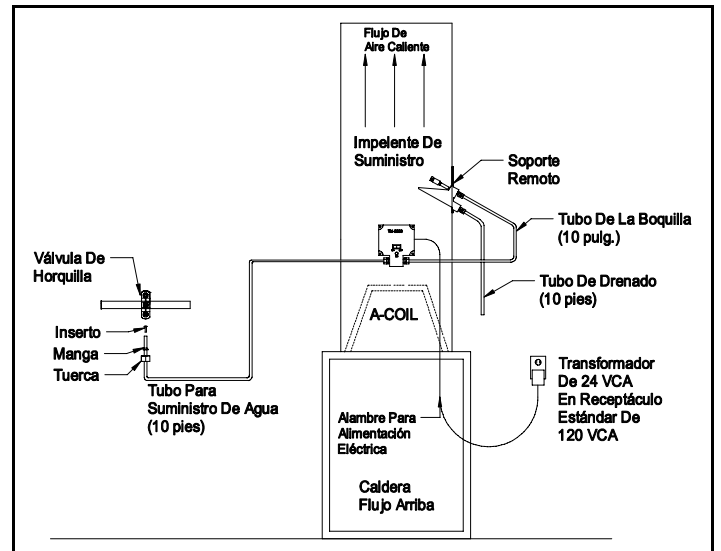 Flujo De
Aire Caliente
Impelente De
Suministro
Soporte
Remoto
Tubo De La Boquilla
(10 pulg.)
Válvula De
Horquilla
Tubo De Drenado
(10 pies)
A-COIL
Inserto
Manga
Tuerca
Tubo Para
Suministro De Agua
(10 pies)
Transformador
De 24 VCA
En Receptáculo
Estándar De
120 VCA
Alambre Para
Alimentación
Eléctrica
Caldera
Flujo Arriba